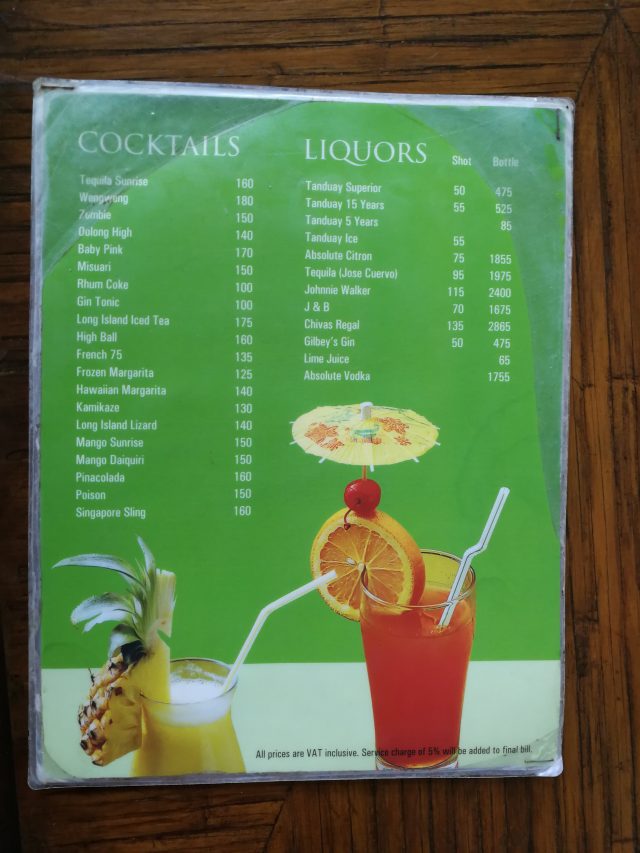 COCKTAILS
Tequila Sunrise 160
Wengweng 180
Zombie 150
Oolong High 140
Baby Pink 170
Misuari 150
Rhum Coke 100
Gin Tonic 100
Long Island Iced Tea 175
High Ball 160
French 75 135
Frozen Margarita 125
Hawaiian Margarita 140
Kamikaze 130
Long Island Lizard 140
Mango Sunrise 150
Mango Daiquiri 150
Pinacolada 160
Poison 150
Singapore Sling 160
LIQUORS Shot Bottle
Tanduay Superior 50 475
Tanduay 15 Years 55 525
Tanduay 5 Years 85
Tanduay Ice 55
Absolute Citron 75 1855
Tequila (Jose Cuervo) 95 1975
Johnnie Walker 115 2400
J & B 70 1675
Chivas Regal 135 2865
Gilbey's Gin 50 475
Lime Juice 65
Absolute Vodka 1755
All prices are VAT inclusive. Service charge of 5% will be added to final bill.